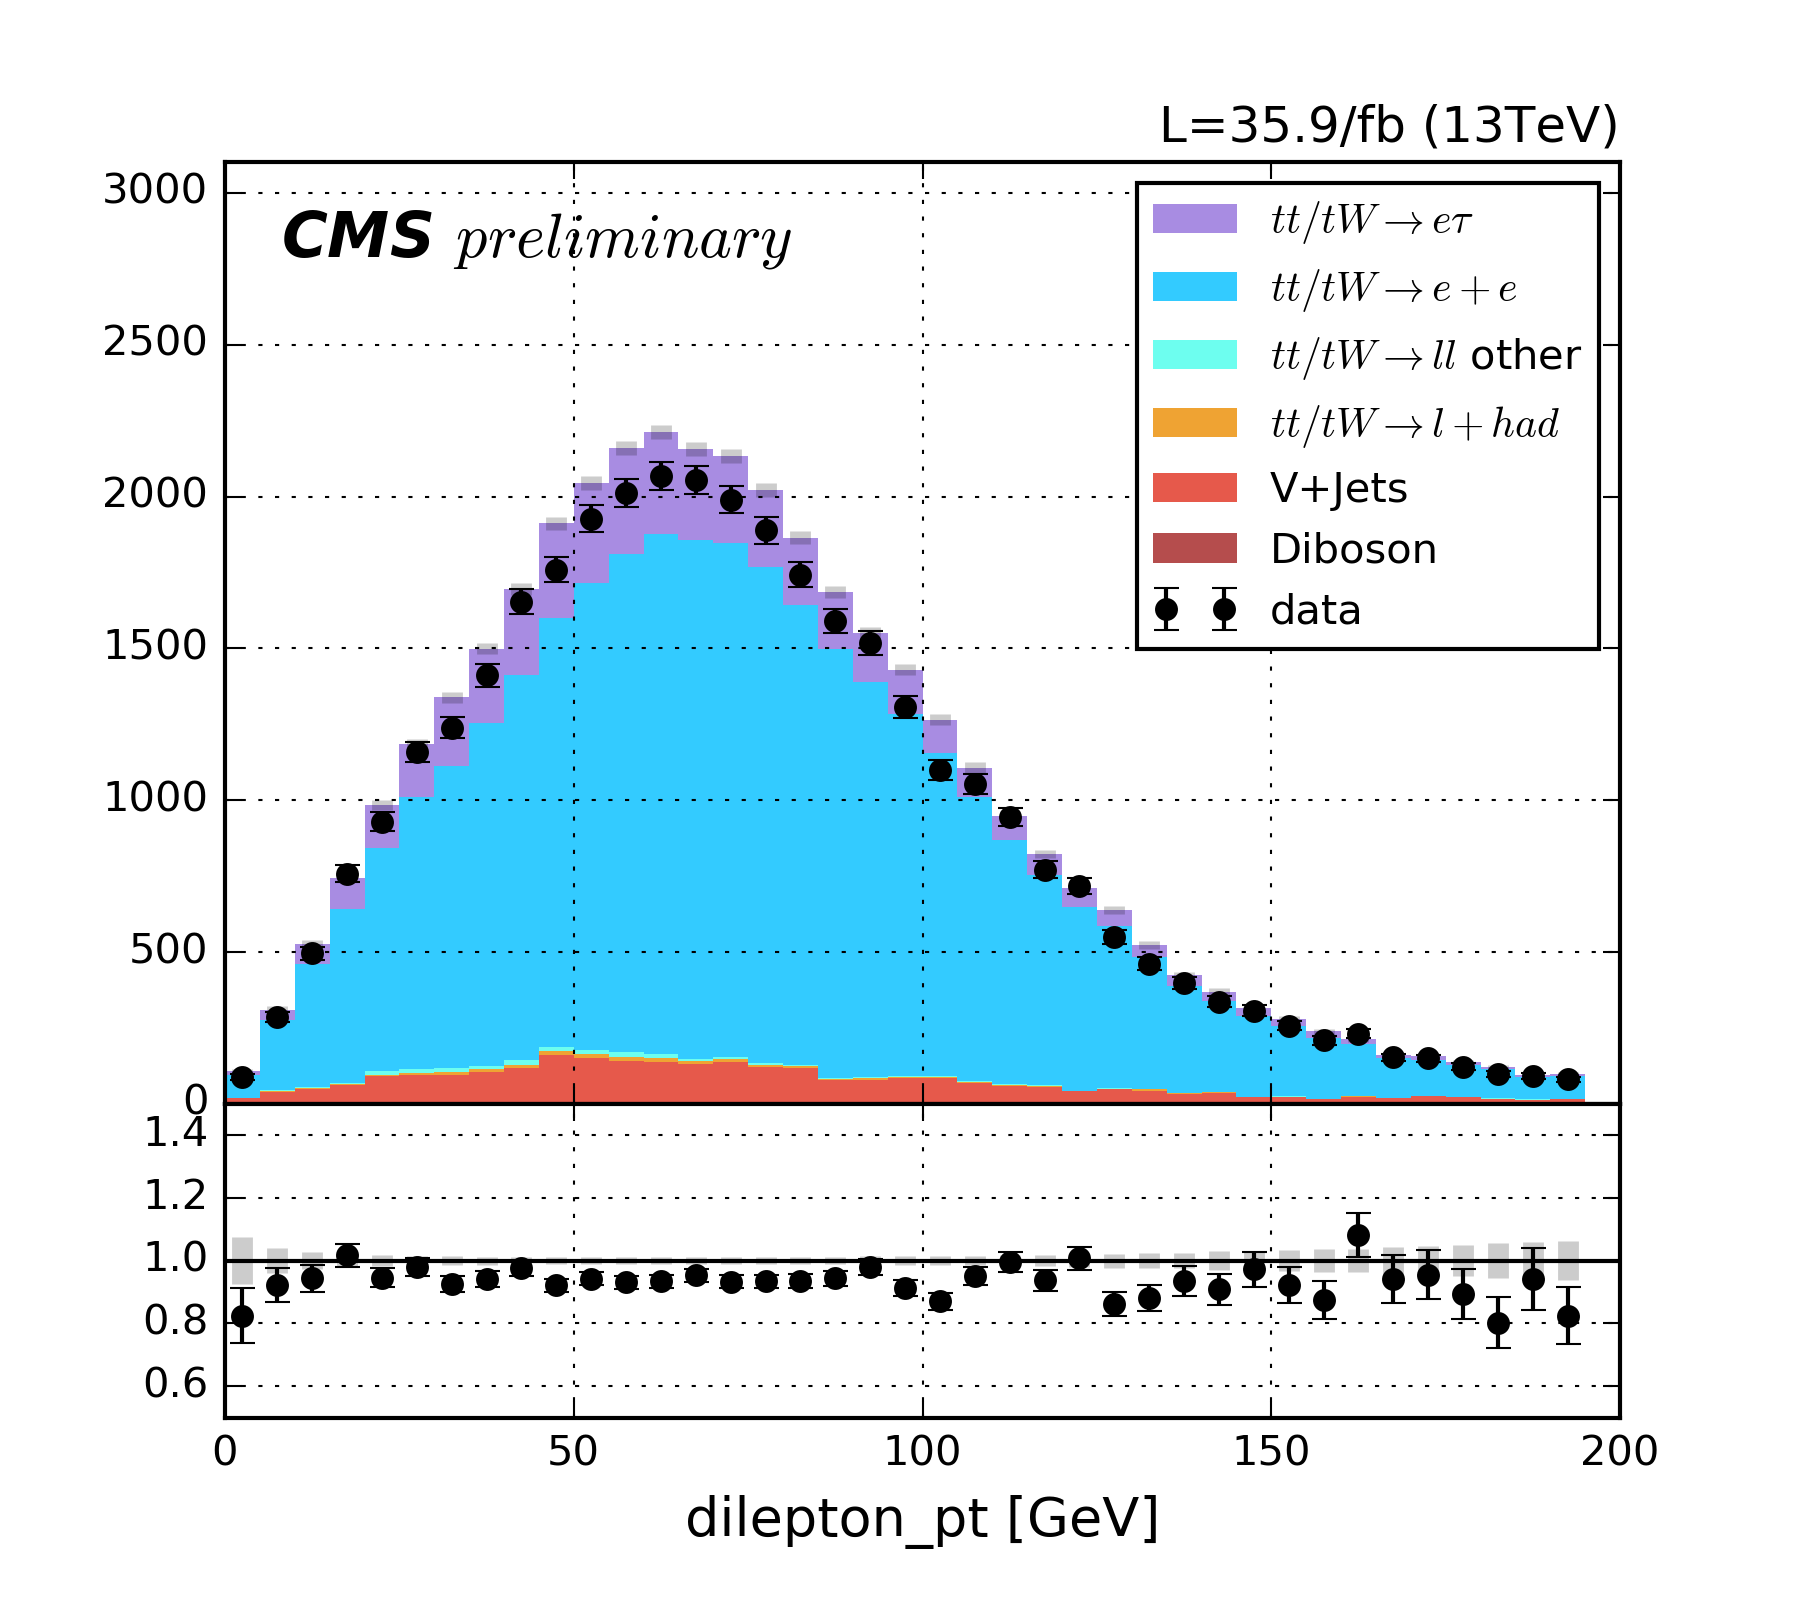 L=35.9/fb (13TeV)
CMS preliminary
3000
2500
2000
1500
1000
500
0
tt/tW→eτ
tt/tW→e+e
tt/tW→ll other
tt/tW→l+had
V+Jets
Diboson
data
1.4
1.2
1.0
0.8
0.6
0 50 100 150 200
dilepton_pt [GeV]